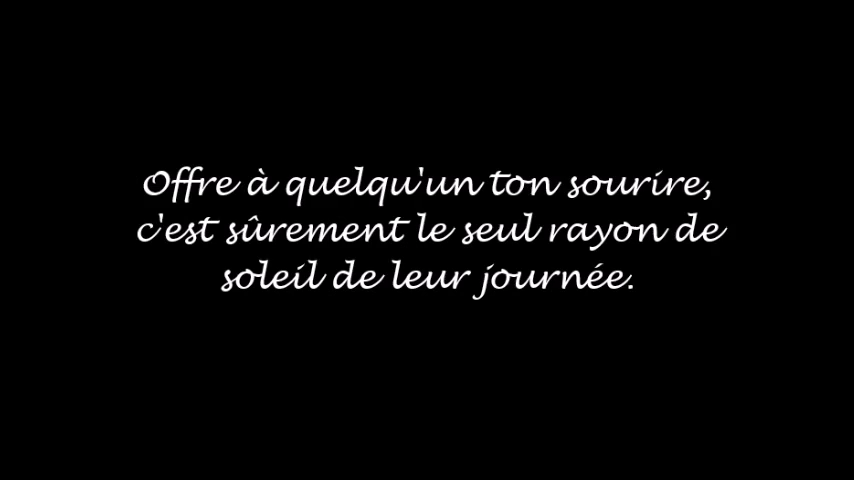 Offre à quelqu'un ton sourire,
c'est sûrement le seul rayon de
soleil de leur journée.